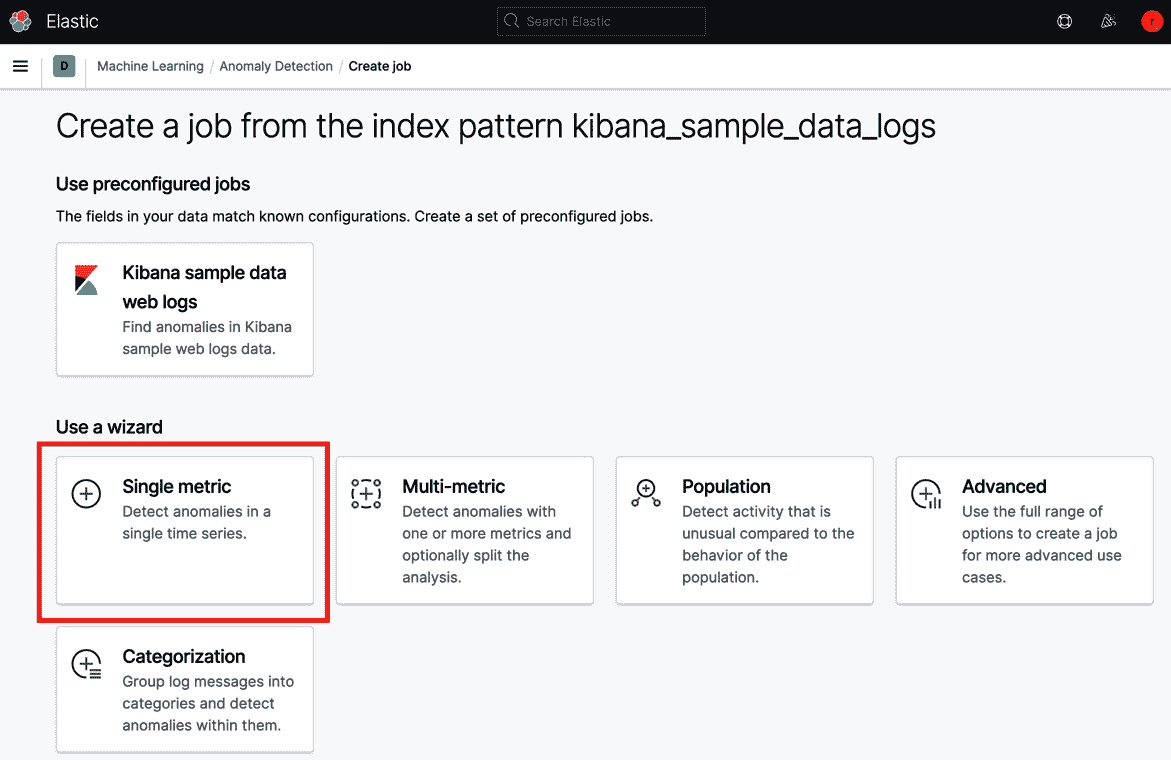 Elastic
Search Elastic
r
D
Machine Learning / Anomaly Detection / Create job
Create a job from the index pattern kibana_sample_data_logs
Use preconfigured jobs
The fields in your data match known configurations. Create a set of preconfigured jobs.
Kibana sample data
web logs
Find anomalies in Kibana
sample web logs data.
Use a wizard
Single metric
Detect anomalies in a
single time series.
Multi-metric
Detect anomalies with
one or more metrics and
optionally split the
analysis.
Population
Detect activity that is
unusual compared to the
behavior of the
population.
Advanced
Use the full range of
options to create a job
for more advanced use
cases.
Categorization
Group log messages into
categories and detect
anomalies within them.